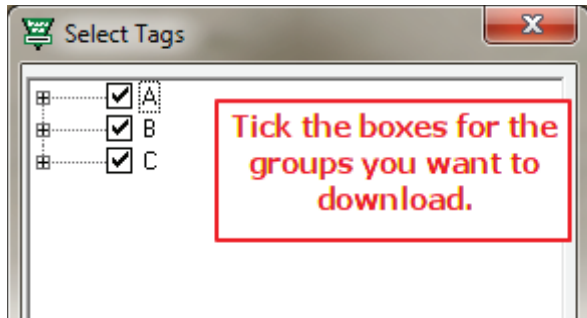 Select Tags
A
B
C
Tick the boxes for the
groups you want to
download.